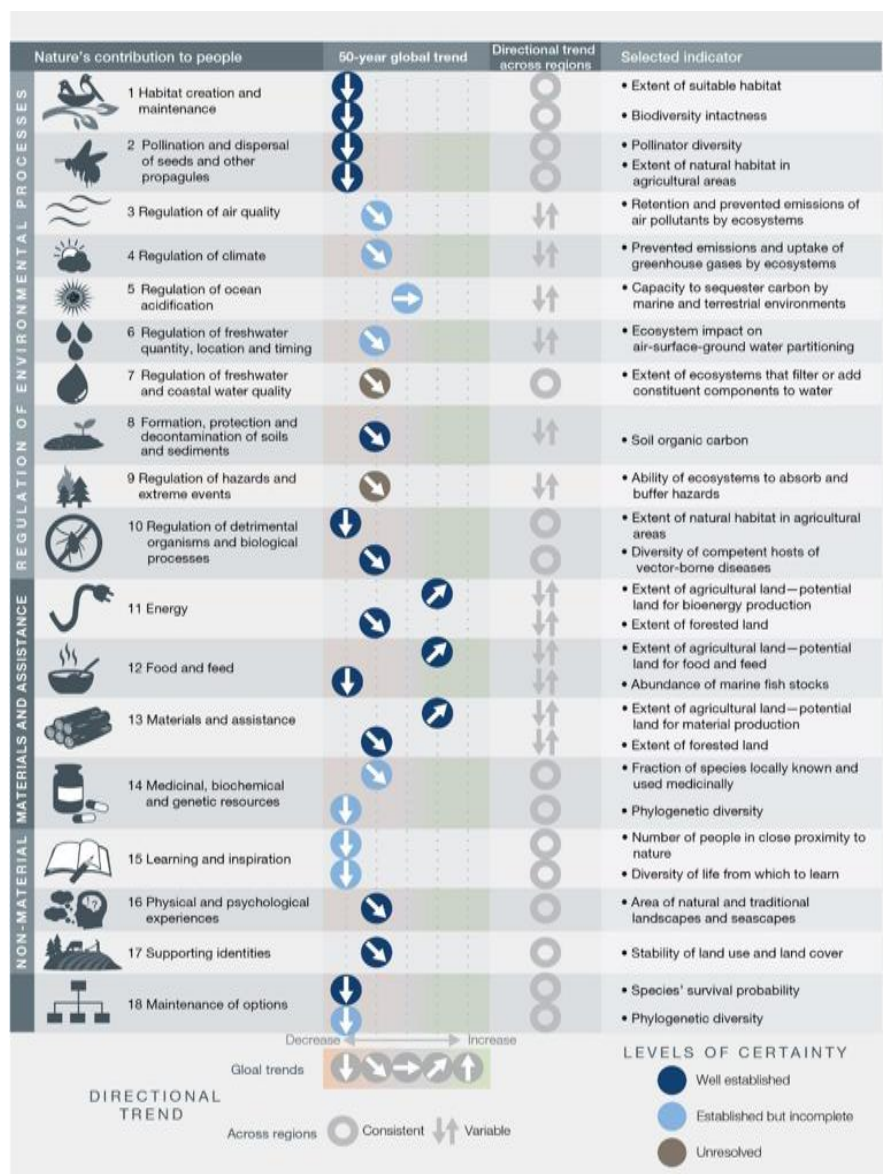 Nature's contribution to people
50-year global trend
Directional trend
across regions
Selected indicator
REGULATION OF ENVIRONMENTAL PROCESSES
1 Habitat creation and
maintenance
• Extent of suitable habitat
• Biodiversity intactness
2 Pollination and dispersal
of seeds and other
propagules
• Pollinator diversity
• Extent of natural habitat in
agricultural areas
3 Regulation of air quality
• Retention and prevented emissions of
air pollutants by ecosystems
4 Regulation of climate
• Prevented emissions and uptake of
greenhouse gases by ecosystems
5 Regulation of ocean
acidification
• Capacity to sequester carbon by
marine and terrestrial environments
6 Regulation of freshwater
quantity, location and timing
• Ecosystem impact on
air-surface-ground water partitioning
7 Regulation of freshwater
and coastal water quality
• Extent of ecosystems that filter or add
constituent components to water
8 Formation, protection and
decontamination of soils
and sediments
• Soil organic carbon
9 Regulation of hazards and
extreme events
• Ability of ecosystems to absorb and
buffer hazards
10 Regulation of detrimental
organisms and biological
processes
• Extent of natural habitat in agricultural
areas
• Diversity of competent hosts of
vector-borne diseases
MATERIALS AND ASSISTANCE
11 Energy
• Extent of agricultural land—potential
land for bioenergy production
• Extent of forested land
12 Food and feed
• Extent of agricultural land—potential
land for food and feed
• Abundance of marine fish stocks
13 Materials and assistance
• Extent of agricultural land—potential
land for material production
• Extent of forested land
14 Medicinal, biochemical
and genetic resources
• Fraction of species locally known and
used medicinally
• Phylogenetic diversity
NON-MATERIAL
15 Learning and inspiration
• Number of people in close proximity to
nature
• Diversity of life from which to learn
16 Physical and psychological
experiences
• Area of natural and traditional
landscapes and seascapes
17 Supporting identities
• Stability of land use and land cover
18 Maintenance of options
• Species' survival probability
• Phylogenetic diversity
Decrease
Increase
Gloal trends
DIRECTIONAL
TREND
Across regions
Consistent
Variable
LEVELS OF CERTAINTY
Well established
Established but incomplete
Unresolved